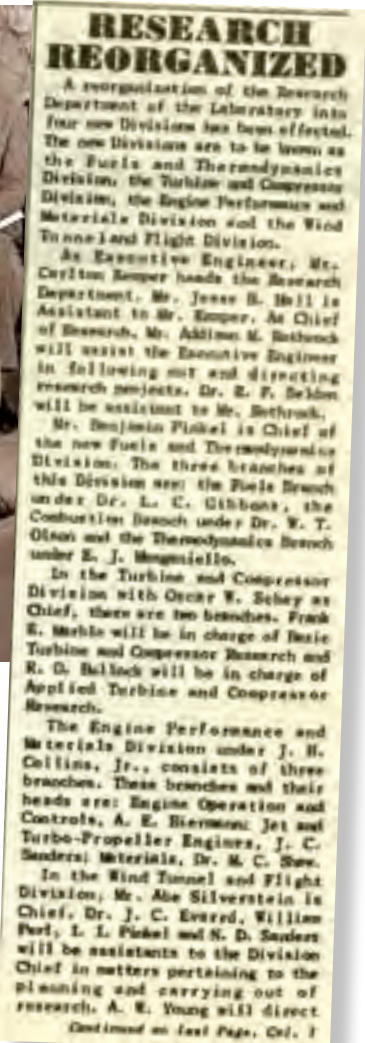 RESEARCH
REORGANIZED
A reorganization of the Research
Department of the Laboratory into
four new Divisions has been effected.
The new Divisions are to be known as
the Fuels and Thermodynamics
Division, the Turbine and Compressor
Division, the Engine Performance and
Materials Division and the Wind
Tunnel and Flight Division.
As Executive Engineer, Mr.
Carlton Kemper heads the Research
Department. Mr. Jesse H. Hall is
Assistant to Mr. Kemper. As Chief
of Research, Mr. Addison M. Rothrock
will assist the Executive Engineer
in following out and directing
research projects. Dr. E. F. Selden
will be assistant to Mr. Rothrock.
Mr. Benjamin Pinkel is Chief of
the new Fuels and Thermodynamics
Division. The three branches of
this Division are: the Fuels Branch
under Dr. L. C. Gibbons, the
Combustion Branch under Dr. W. T.
Olson and the Thermodynamics Branch
under E. J. Manganiello.
In the Turbine and Compressor
Division with Oscar W. Schey as
Chief, there are two branches. Frank
E. Marble will be in charge of Basic
Turbine and Compressor Research and
R. O. Bullock will be in charge of
Applied Turbine and Compressor
Research.
The Engine Performance and
Materials Division under J. H.
Collins, Jr., consists of three
branches. These branches and their
heads are: Engine Operation and
Controls, A. E. Biermann; Jet and
Turbo-Propeller Engines, J. C.
Sanders; Materials, Dr. M. C. Shaw.
In the Wind Tunnel and Flight
Division, Mr. Abe Silverstein is
Chief. Dr. J. C. Evvard, William
Perl, I. I. Pinkel and N. D. Sanders
will be assistants to the Division
Chief in matters pertaining to the
planning and carrying out of
research. A. W. Young will direct
Continued on last Page, Col. 1